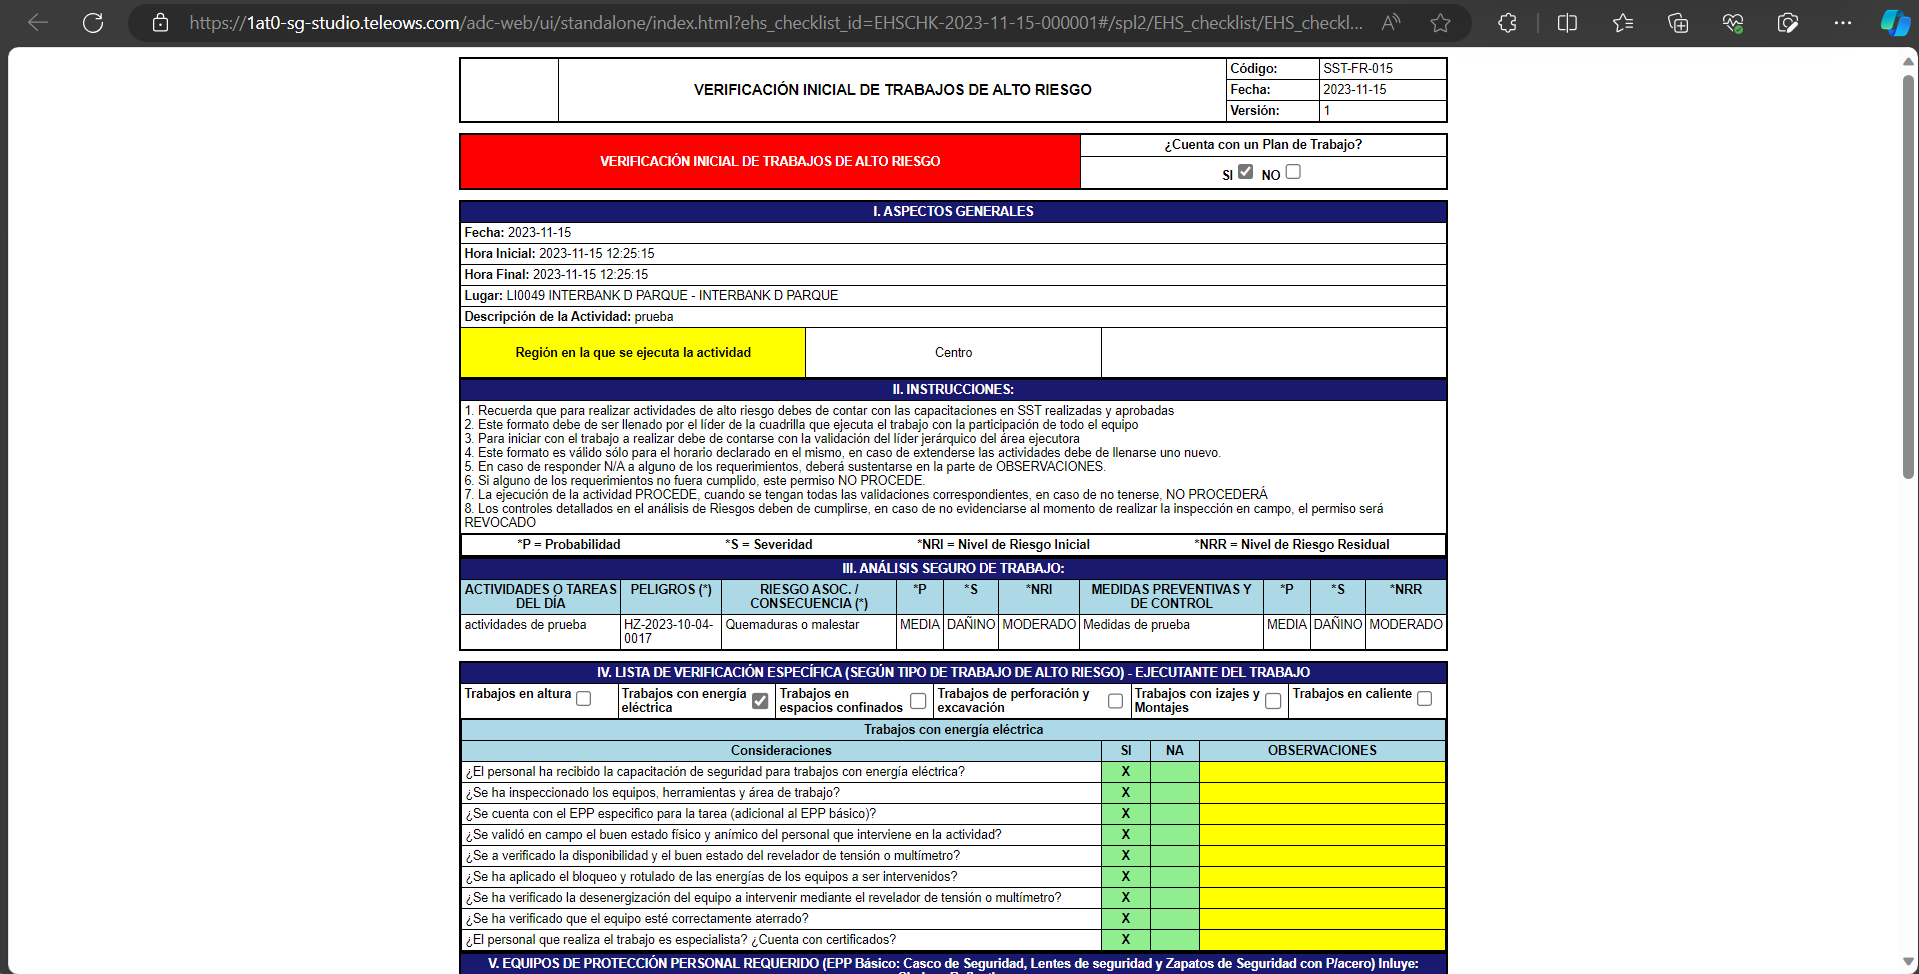 https://1at0-sg-studio.teleows.com/adc-web/ui/standalone/index.html?ehs_checklist_id=EHSCHK-2023-11-15-000001#/spl2/EHS_checklist/EHS_checkl...
VERIFICACIÓN INICIAL DE TRABAJOS DE ALTO RIESGO
Código: SST-FR-015
Fecha: 2023-11-15
Versión: 1
VERIFICACIÓN INICIAL DE TRABAJOS DE ALTO RIESGO
¿Cuenta con un Plan de Trabajo?
SI NO
I. ASPECTOS GENERALES
Fecha: 2023-11-15
Hora Inicial: 2023-11-15 12:25:15
Hora Final: 2023-11-15 12:25:15
Lugar: LI0049 INTERBANK D PARQUE - INTERBANK D PARQUE
Descripción de la Actividad: prueba
Región en la que se ejecuta la actividad Centro
II. INSTRUCCIONES:
1. Recuerda que para realizar actividades de alto riesgo debes de contar con las capacitaciones en SST realizadas y aprobadas
2. Este formato debe de ser llenado por el líder de la cuadrilla que ejecuta el trabajo con la participación de todo el equipo
3. Para iniciar con el trabajo a realizar debe de contarse con la validación del líder jerárquico del área ejecutora
4. Este formato es válido sólo para el horario declarado en el mismo, en caso de extenderse las actividades debe de llenarse uno nuevo.
5. En caso de responder N/A a alguno de los requerimientos, deberá sustentarse en la parte de OBSERVACIONES.
6. Si alguno de los requerimientos no fuera cumplido, este permiso NO PROCEDE.
7. La ejecución de la actividad PROCEDE, cuando se tengan todas las validaciones correspondientes, en caso de no tenerse, NO PROCEDERÁ
8. Los controles detallados en el análisis de Riesgos deben de cumplirse, en caso de no evidenciarse al momento de realizar la inspección en campo, el permiso será
REVOCADO
*P = Probabilidad *S = Severidad *NRI = Nivel de Riesgo Inicial *NRR = Nivel de Riesgo Residual
III. ANÁLISIS SEGURO DE TRABAJO:
ACTIVIDADES O TAREAS PELIGROS (*) RIESGO ASOC. / *P *S *NRI MEDIDAS PREVENTIVAS Y *P *S *NRR
DEL DÍA CONSECUENCIA (*) DE CONTROL
actividades de prueba HZ-2023-10-04- Quemaduras o malestar MEDIA DAÑINO MODERADO Medidas de prueba MEDIA DAÑINO MODERADO
0017
IV. LISTA DE VERIFICACIÓN ESPECÍFICA (SEGÚN TIPO DE TRABAJO DE ALTO RIESGO) - EJECUTANTE DEL TRABAJO
Trabajos en altura Trabajos con energía Trabajos en Trabajos de perforación y Trabajos con izajes y Trabajos en caliente
eléctrica espacios confinados excavación Montajes
Trabajos con energía eléctrica
Consideraciones SI NA OBSERVACIONES
¿El personal ha recibido la capacitación de seguridad para trabajos con energía eléctrica? X
¿Se ha inspeccionado los equipos, herramientas y área de trabajo? X
¿Se cuenta con el EPP especifico para la tarea (adicional al EPP básico)? X
¿Se validó en campo el buen estado físico y anímico del personal que interviene en la actividad? X
¿Se a verificado la disponibilidad y el buen estado del revelador de tensión o multímetro? X
¿Se ha aplicado el bloqueo y rotulado de las energías de los equipos a ser intervenidos? X
¿Se ha verificado la desenergización del equipo a intervenir mediante el revelador de tensión o multímetro? X
¿Se ha verificado que el equipo esté correctamente aterrado? X
¿El personal que realiza el trabajo es especialista? ¿Cuenta con certificados? X
V. EQUIPOS DE PROTECCIÓN PERSONAL REQUERIDO (EPP Básico: Casco de Seguridad, Lentes de seguridad y Zapatos de Seguridad con P/acero) Inluye: